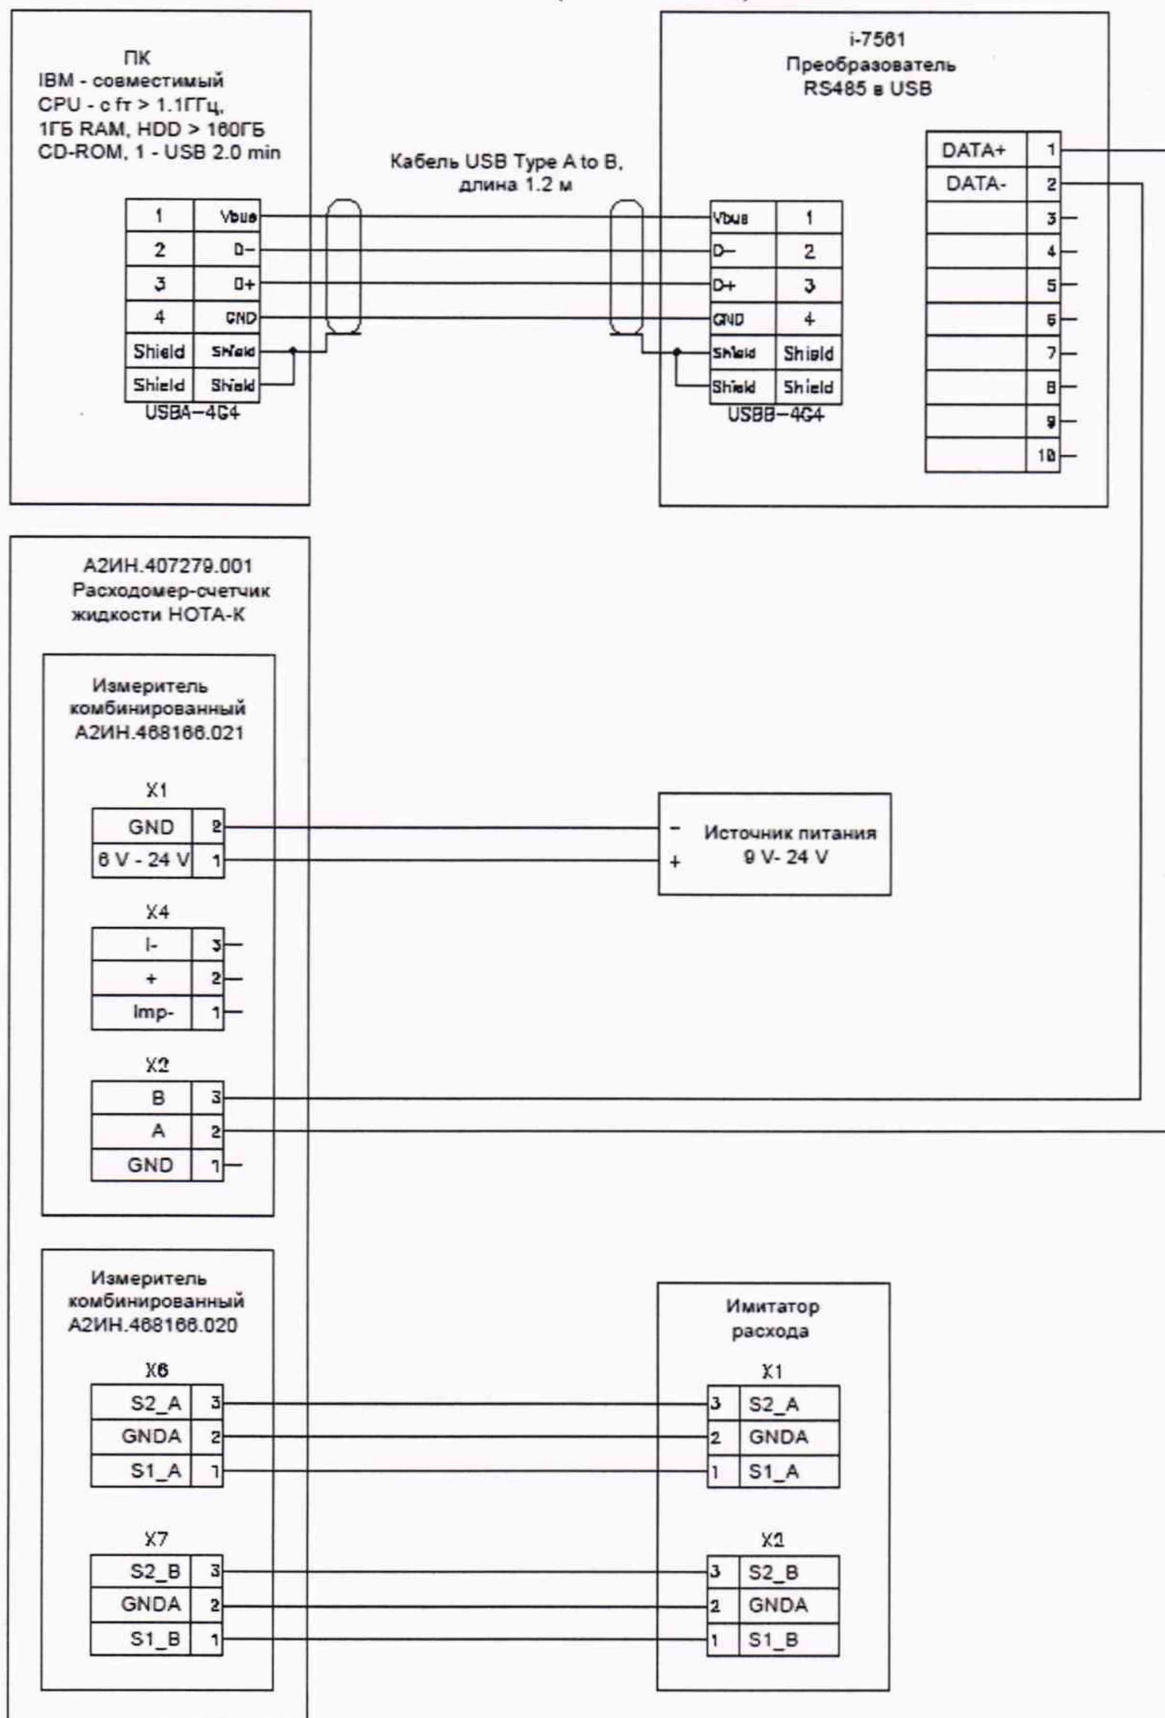 ПК
IBM - совместимый
CPU - с fт > 1.1ГГц,
1ГБ RAM, HDD > 160ГБ
CD-ROM, 1 - USB 2.0 min
1 Vbus
2 D-
3 D+
4 GND
Shield Shield
Shield Shield
USBA-4G4
Кабель USB Type A to B,
длина 1.2 м
i-7561
Преобразователь
RS485 в USB
Vbus 1
D- 2
D+ 3
GND 4
Shield Shield
Shield Shield
USBB-4G4
DATA+ 1
DATA- 2
3
4
5
6
7
8
9
10
А2ИН.407279.001
Расходомер-счетчик
жидкости НОТА-К
Измеритель
комбинированный
А2ИН.468166.021
X1
GND 2
6 V - 24 V 1
- Источник питания
+ 9 V- 24 V
X4
I- 3
+ 2
Imp- 1
X2
B 3
A 2
GND 1
Измеритель
комбинированный
А2ИН.468166.020
X6
S2_A 3
GNDA 2
S1_A 1
X7
S2_B 3
GNDA 2
S1_B 1
Имитатор
расхода
X1
3 S2_A
2 GNDA
1 S1_A
X2
3 S2_B
2 GNDA
1 S1_B